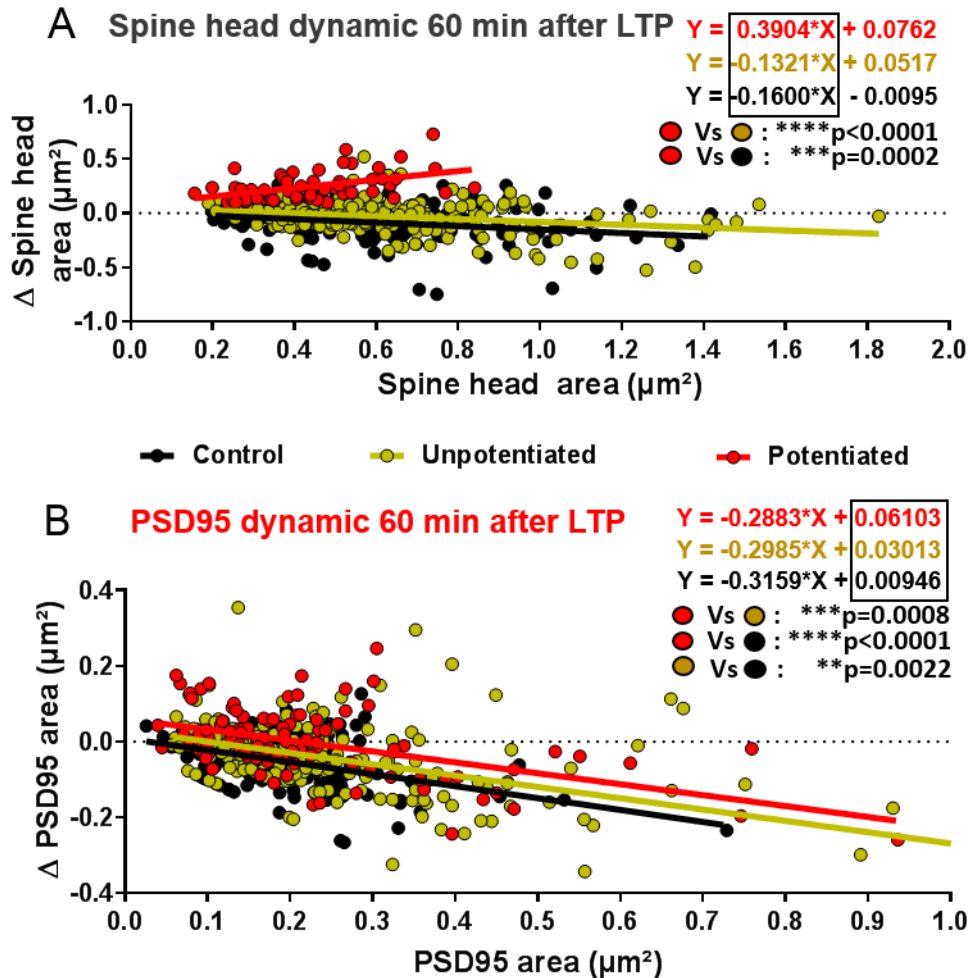 A Spine head dynamic 60 min after LTP
Y = 0.3904*X + 0.0762
Y = -0.1321*X + 0.0517
Y = -0.1600*X - 0.0095
Vs : ****p<0.0001
Vs : ***p=0.0002
Δ Spine head
area (µm²)
1.0
0.5
0.0
-0.5
-1.0
0.0 0.2 0.4 0.6 0.8 1.0 1.2 1.4 1.6 1.8 2.0
Spine head area (µm²)
Control Unpotentiated Potentiated
B PSD95 dynamic 60 min after LTP
Y = -0.2883*X + 0.06103
Y = -0.2985*X + 0.03013
Y = -0.3159*X + 0.00946
Vs : ***p=0.0008
Vs : ****p<0.0001
Vs : **p=0.0022
Δ PSD95 area (µm²)
0.4
0.2
0.0
-0.2
-0.4
0.0 0.1 0.2 0.3 0.4 0.5 0.6 0.7 0.8 0.9 1.0
PSD95 area (µm²)